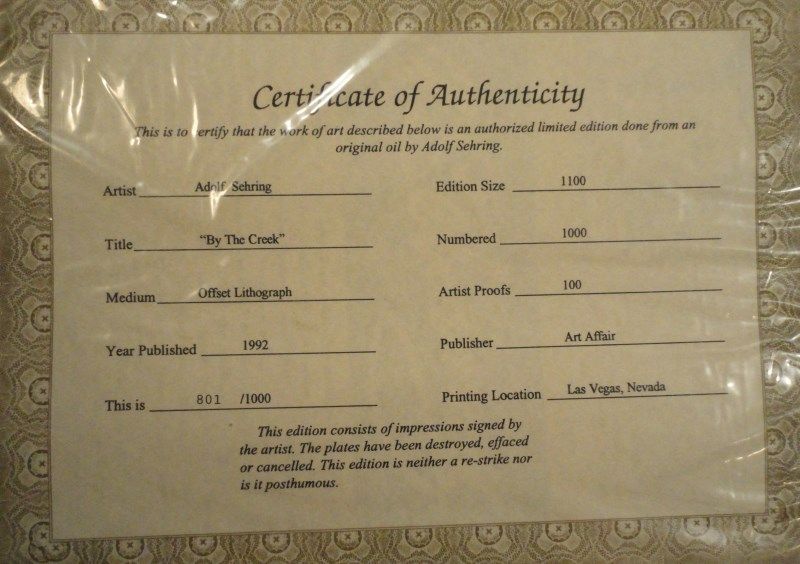 Certificate of Authenticity
This is to certify that the work of art described below is an authorized limited edition done from an
original oil by Adolf Sehring.
Artist Adolf Sehring
Edition Size 1100
Title "By The Creek"
Numbered 1000
Medium Offset Lithograph
Artist Proofs 100
Year Published 1992
Publisher Art Affair
This is 801 /1000
Printing Location Las Vegas, Nevada
This edition consists of impressions signed by
the artist. The plates have been destroyed, effaced
or cancelled. This edition is neither a re-strike nor
is it posthumous.